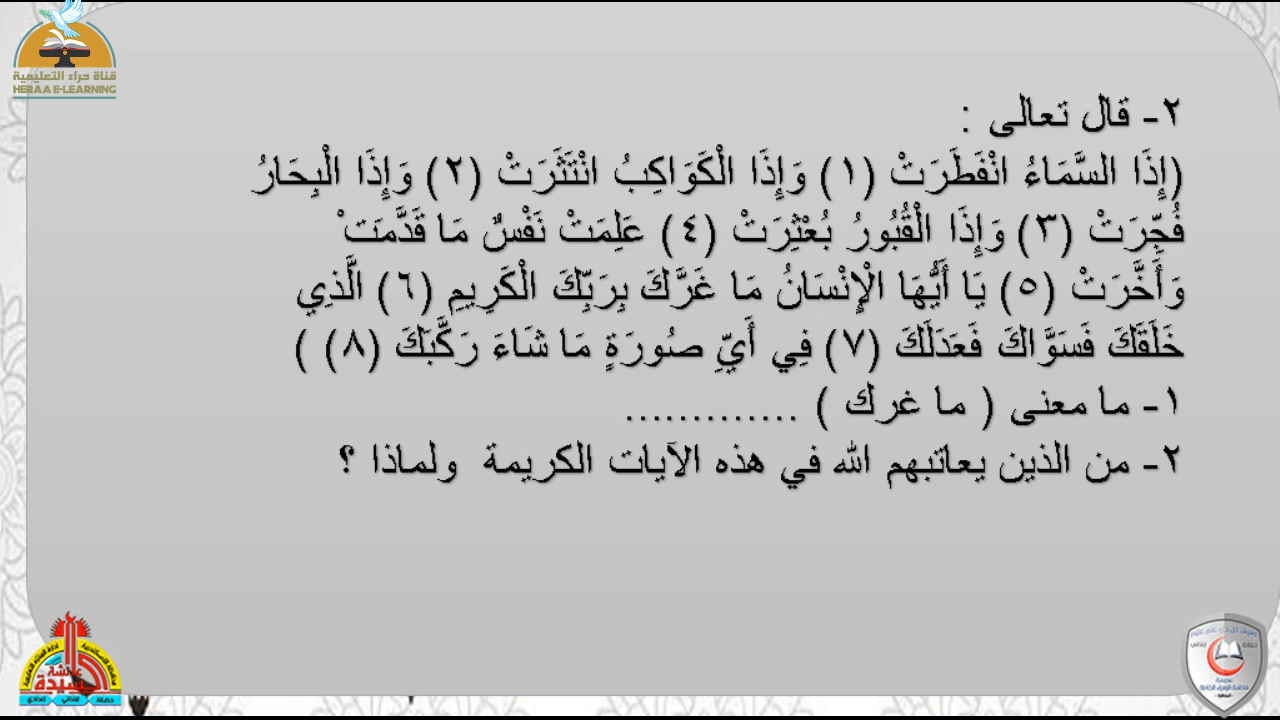 قناة حراء التعليمية
HERAA E-LEARNING
٢- قال تعالى :
(إِذَا السَّمَاءُ انْفَطَرَتْ (١) وَإِذَا الْكَوَاكِبُ انْتَثَرَتْ (٢) وَإِذَا الْبِحَارُ
فُجِّرَتْ (٣) وَإِذَا الْقُبُورُ بُعْثِرَتْ (٤) عَلِمَتْ نَفْسٌ مَا قَدَّمَتْ
وَأَخَّرَتْ (٥) يَا أَيُّهَا الْإِنْسَانُ مَا غَرَّكَ بِرَبِّكَ الْكَرِيمِ (٦) الَّذِي
خَلَقَكَ فَسَوَّاكَ فَعَدَلَكَ (٧) فِي أَيِّ صُورَةٍ مَا شَاءَ رَكَّبَكَ (٨) )
١- ما معنى ( ما غرك ) .............
٢- من الذين يعاتبهم الله في هذه الآيات الكريمة ولماذا ؟